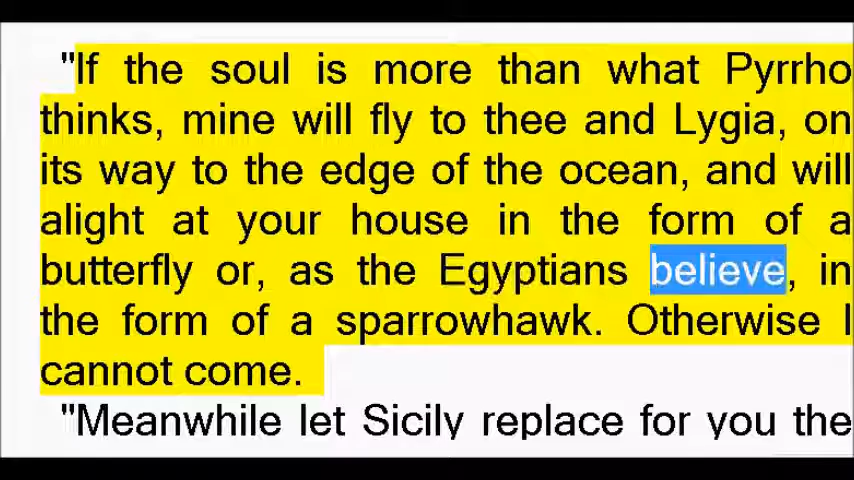 "If the soul is more than what Pyrrho
thinks, mine will fly to thee and Lygia, on
its way to the edge of the ocean, and will
alight at your house in the form of a
butterfly or, as the Egyptians believe, in
the form of a sparrowhawk. Otherwise I
cannot come.
"Meanwhile let Sicily replace for you the